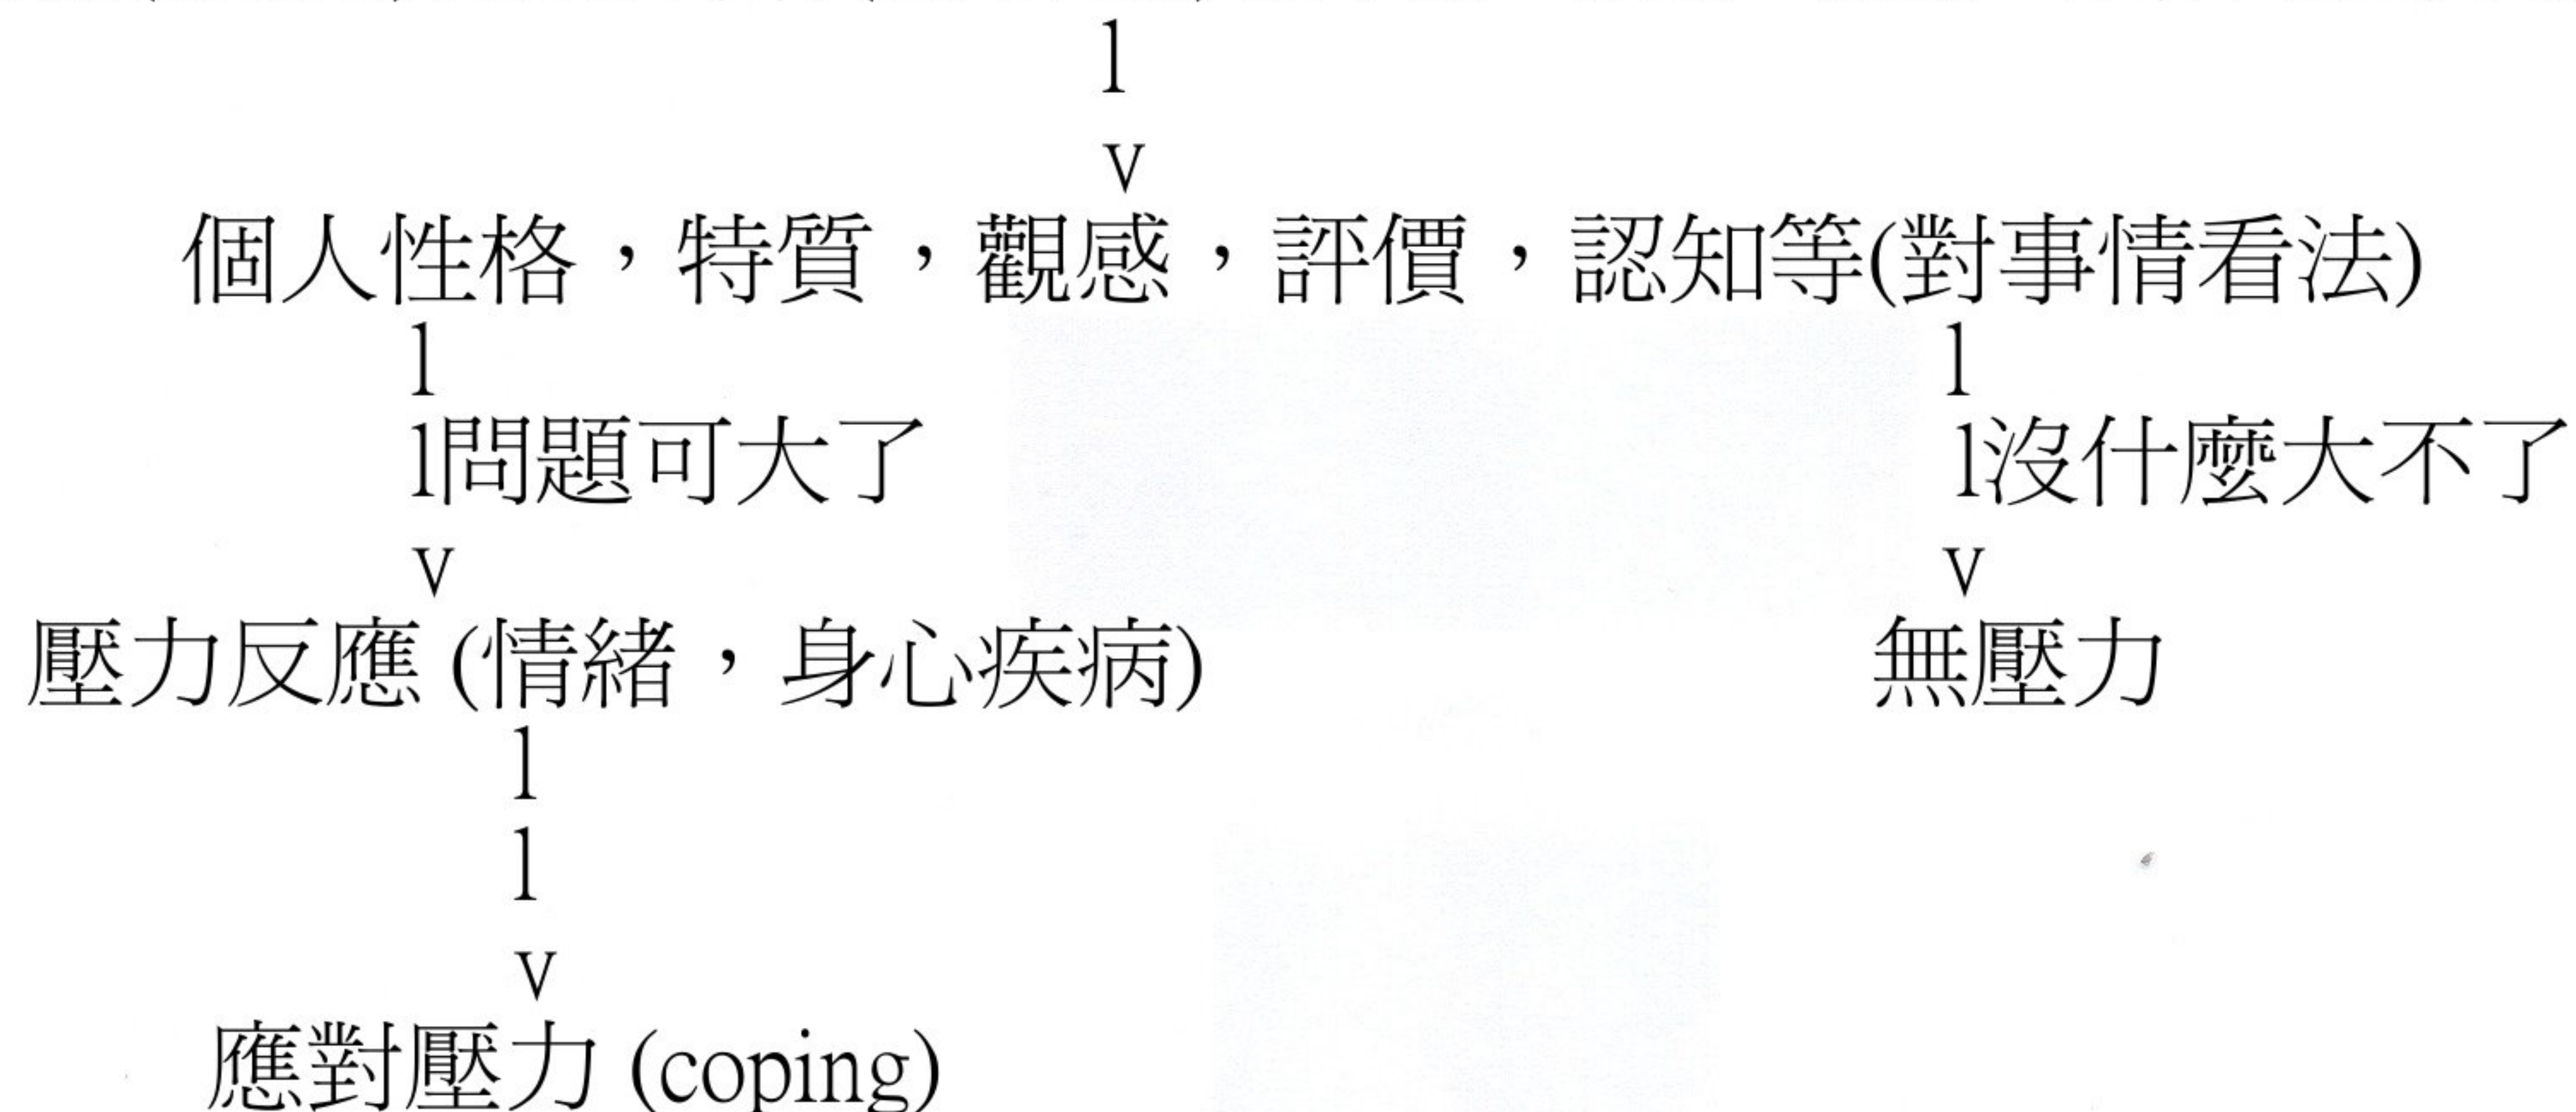 l
v
個人性格，特質，觀感，評價，認知等(對事情看法)
l l
l問題可大了 l沒什麼大不了
v v
壓力反應 (情緒，身心疾病) 無壓力
l
l
v
應對壓力 (coping)